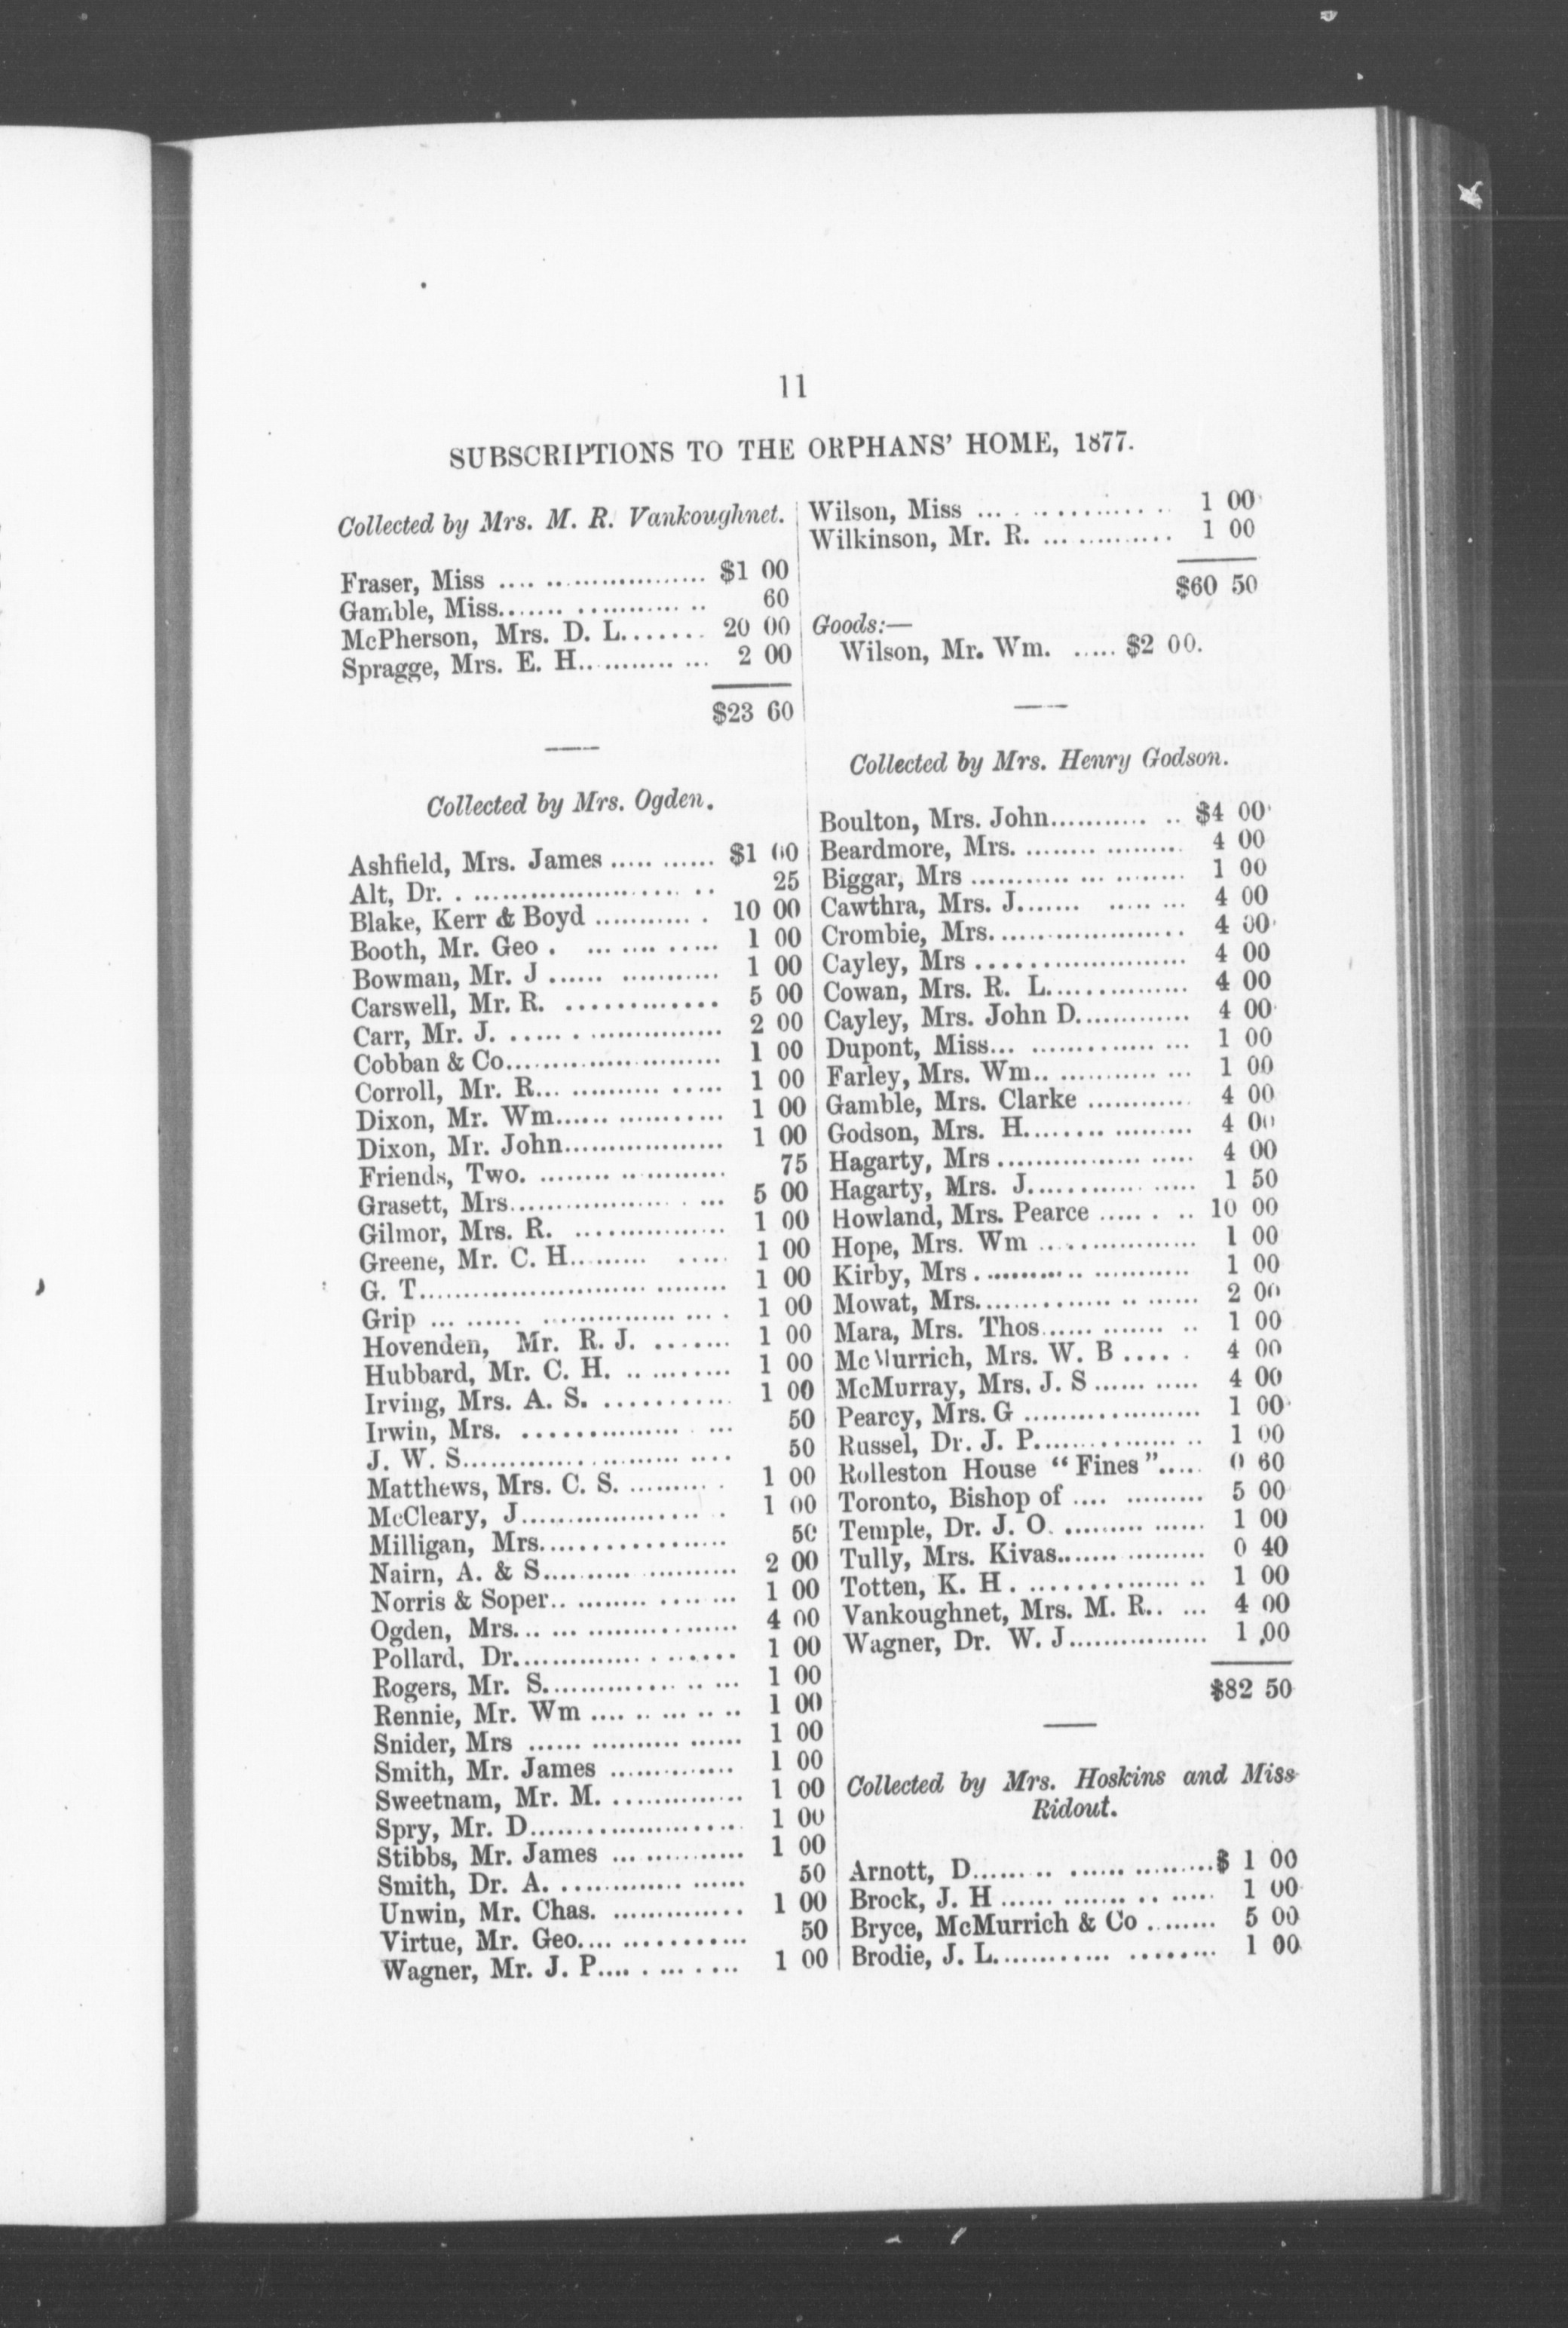 11
SUBSCRIPTIONS TO THE ORPHANS' HOME, 1877.
Collected by Mrs. M. R. Vankoughnet.
Fraser, Miss .... .. ................... $1 00
Gamble, Miss....... ............ .. 60
McPherson, Mrs. D. L....... 20 00
Spragge, Mrs. E. H.. ......... ... 2 00
$23 60
Collected by Mrs. Ogden.
Ashfield, Mrs. James ..... ...... $1 00
Alt, Dr. . ........................ .. 25
Blake, Kerr & Boyd ............ . 10 00
Booth, Mr. Geo . ... .... ..... 1 00
Bowman, Mr. J ...... ........... 1 00
Carswell, Mr. R. ............. 5 00
Carr, Mr. J. ...... . ............... 2 00
Cobban & Co......................... 1 00
Corroll, Mr. R... .......... ..... 1 00
Dixon, Mr. Wm...... ............ 1 00
Dixon, Mr. John.................. 1 00
Friends, Two. ........ .. .......... 75
Grasett, Mrs................... . ... 5 00
Gilmor, Mrs. R. ................ 1 00
Greene, Mr. C. H......... ..... 1 00
G. T.......................... ........ 1 00
Grip ... ...... .................. ... . 1 00
Hovenden, Mr. R. J. ........ 1 00
Hubbard, Mr. C. H. .. ......... 1 00
Irving, Mrs. A. S. ........... 1 00
Irwin, Mrs. ............... . ... 50
J. W. S............. .......... .... 50
Matthews, Mrs. C. S. .......... . 1 00
McCleary, J.................... . 1 00
Milligan, Mrs.................. 50
Nairn, A. & S.......... .......... 2 00
Norris & Soper.. ........ .... ... 1 00
Ogden, Mrs... ... ................ 4 00
Pollard, Dr............... . ....... 1 00
Rogers, Mr. S............... .. ... 1 00
Rennie, Mr. Wm .... .. ... .. .. 1 00
Snider, Mrs ...... .......... ...... 1 00
Smith, Mr. James ............. 1 00
Sweetnam, Mr. M. .............. 1 00
Spry, Mr. D....................... 1 00
Stibbs, Mr. James ... ........... 1 00
Smith, Dr. A. ............. ...... 50
Unwin, Mr. Chas. .............. 1 00
Virtue, Mr. Geo.... ........... 50
Wagner, Mr. J. P.... . ... .... 1 00
Wilson, Miss ... . ................ 1 00
Wilkinson, Mr. R. ... .......... 1 00
$60 50
Goods:—
Wilson, Mr. Wm. ..... $2 00.
Collected by Mrs. Henry Godson.
Boulton, Mrs. John........... .. $4 00
Beardmore, Mrs. ........ ......... 4 00
Biggar, Mrs ........... ... ........ 1 00
Cawthra, Mrs. J....... ..... ... 4 00
Crombie, Mrs...................... 4 00
Cayley, Mrs ...................... 4 00
Cowan, Mrs. R. L............... 4 00
Cayley, Mrs. John D............ 4 00
Dupont, Miss... ............. ... 1 00
Farley, Mrs. Wm.. ........... ... 1 00
Gamble, Mrs. Clarke ............ 4 00
Godson, Mrs. H........ ......... 4 00
Hagarty, Mrs ................ ..... 4 00
Hagarty, Mrs. J............ ..... 1 50
Howland, Mrs. Pearce ..... . .. 10 00
Hope, Mrs. Wm .................. 1 00
Kirby, Mrs . ........... ........... 1 00
Mowat, Mrs.............. .. ...... 2 00
Mara, Mrs. Thos...... ........ .. 1 00
McMurrich, Mrs. W. B ..... . 4 00
McMurray, Mrs. J. S ...... ..... 4 00
Pearcy, Mrs. G .................... 1 00
Russel, Dr. J. P.............. .. 1 00
Rolleston House "Fines"..... 0 60
Toronto, Bishop of .... ......... 5 00
Temple, Dr. J. O. ......... ...... 1 00
Tully, Mrs. Kivas................ 0 40
Totten, K. H . ............... .. 1 00
Vankoughnet, Mrs. M. R.. ... 4 00
Wagner, Dr. W. J................ 1 00
$82 50
Collected by Mrs. Hoskins and Miss
Ridout.
Arnott, D......... ...... .........$ 1 00
Brock, J. H ...... ....... .. ..... 1 00
Bryce, McMurrich & Co ........ 5 00
Brodie, J. L............ ......... 1 00